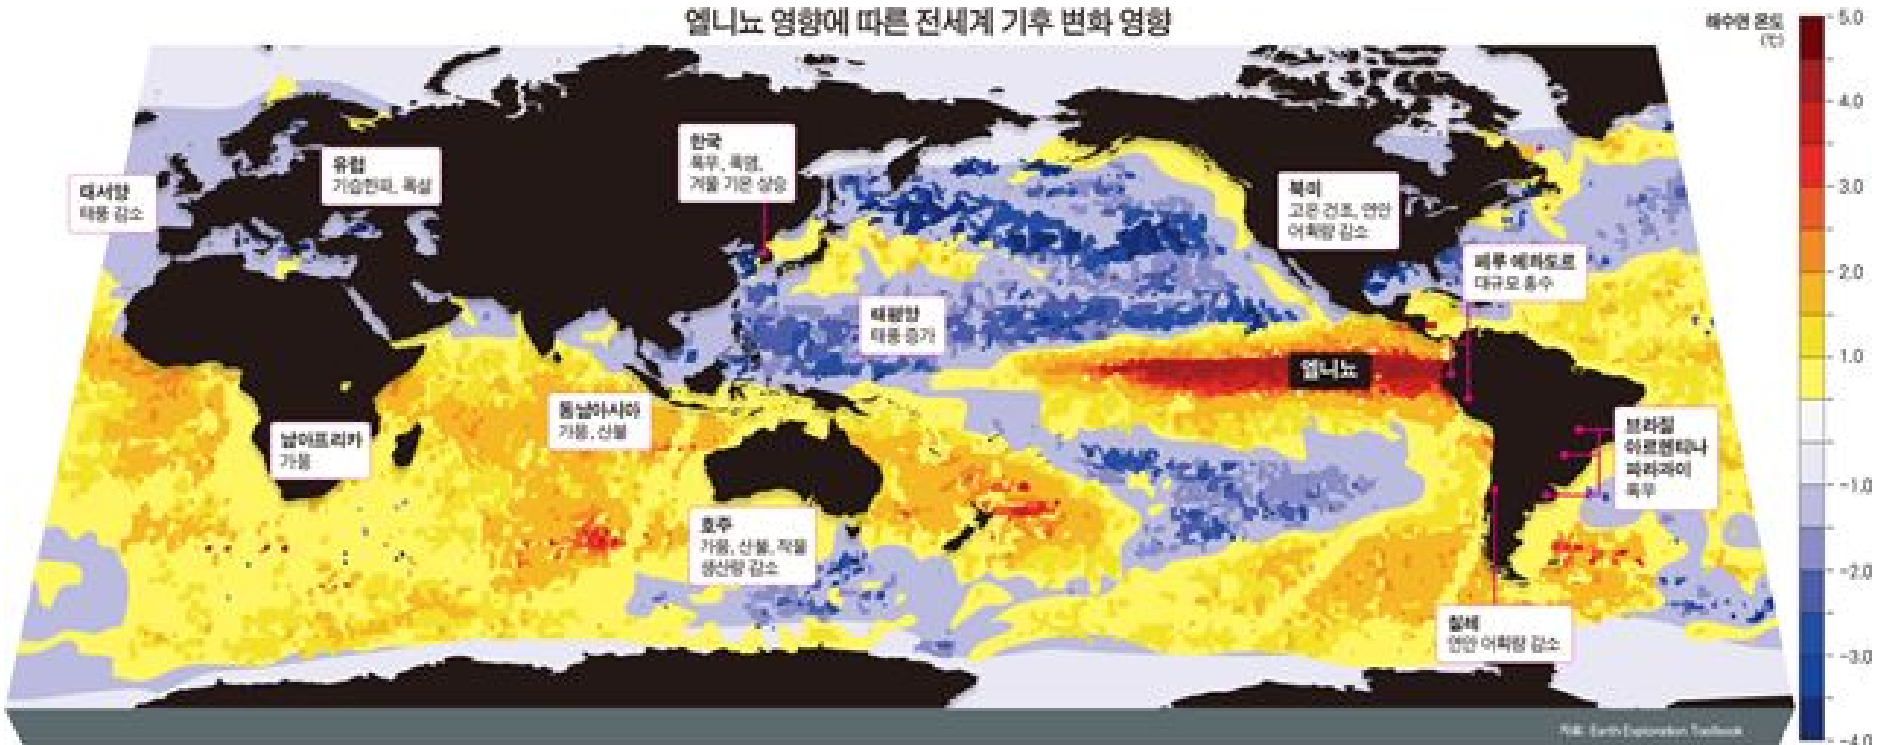 엘니뇨 영향에 따른 전세계 기후 변화 영향
해수면 온도
(℃)
5.0
4.0
3.0
2.0
1.0
-1.0
-2.0
-3.0
-4.0
대서양
태풍 감소
유럽
기습한파, 폭설
한국
폭우, 폭염,
겨울 기온 상승
북미
고온 건조, 연안
어획량 감소
페루 에콰도르
대규모 홍수
태평양
태풍 증가
엘니뇨
동남아시아
가뭄, 산불
남아프리카
가뭄
브라질
아르헨티나
파라과이
폭우
호주
가뭄, 산불, 작물
생산량 감소
칠레
연안 어획량 감소
자료: Earth Exploration Toolbook